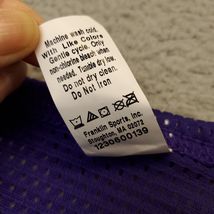 Machine wash cold.
With Like Colors
Gentle cycle. Only
non-chlorine bleach when
needed. Tumble dry low.
Do not dry clean.
Do Not Iron
Franklin Sports, Inc.
Stoughton, MA 02072
1230600139